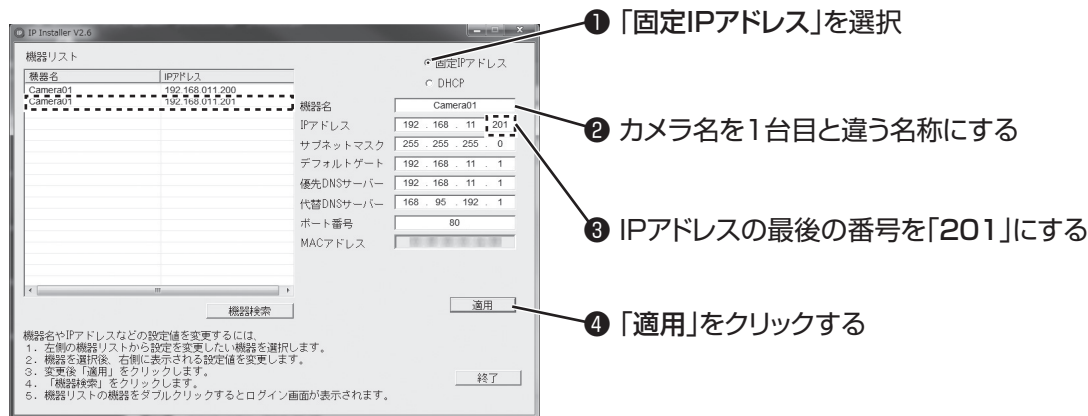 IP Installer V2.6
機器リスト
機器名 IPアドレス
Camera01 192.168.011.200
Camera01 192.168.011.201
固定IPアドレス
DHCP
機器名 Camera01
IPアドレス 192 . 168 . 11 . 201
サブネットマスク 255 . 255 . 255 . 0
デフォルトゲート 192 . 168 . 11 . 1
優先DNSサーバー 192 . 168 . 11 . 1
代替DNSサーバー 168 . 95 . 192 . 1
ポート番号 80
MACアドレス
機器検索
適用
機器名やIPアドレスなどの設定値を変更するには、
1. 左側の機器リストから設定を変更したい機器を選択します。
2. 機器を選択後、右側に表示される設定値を変更します。
3. 変更後「適用」をクリックします。
4. 「機器検索」をクリックします。
5. 機器リストの機器をダブルクリックするとログイン画面が表示されます。
終了
❶「固定IPアドレス」を選択
❷ カメラ名を1台目と違う名称にする
❸ IPアドレスの最後の番号を「201」にする
❹「適用」をクリックする